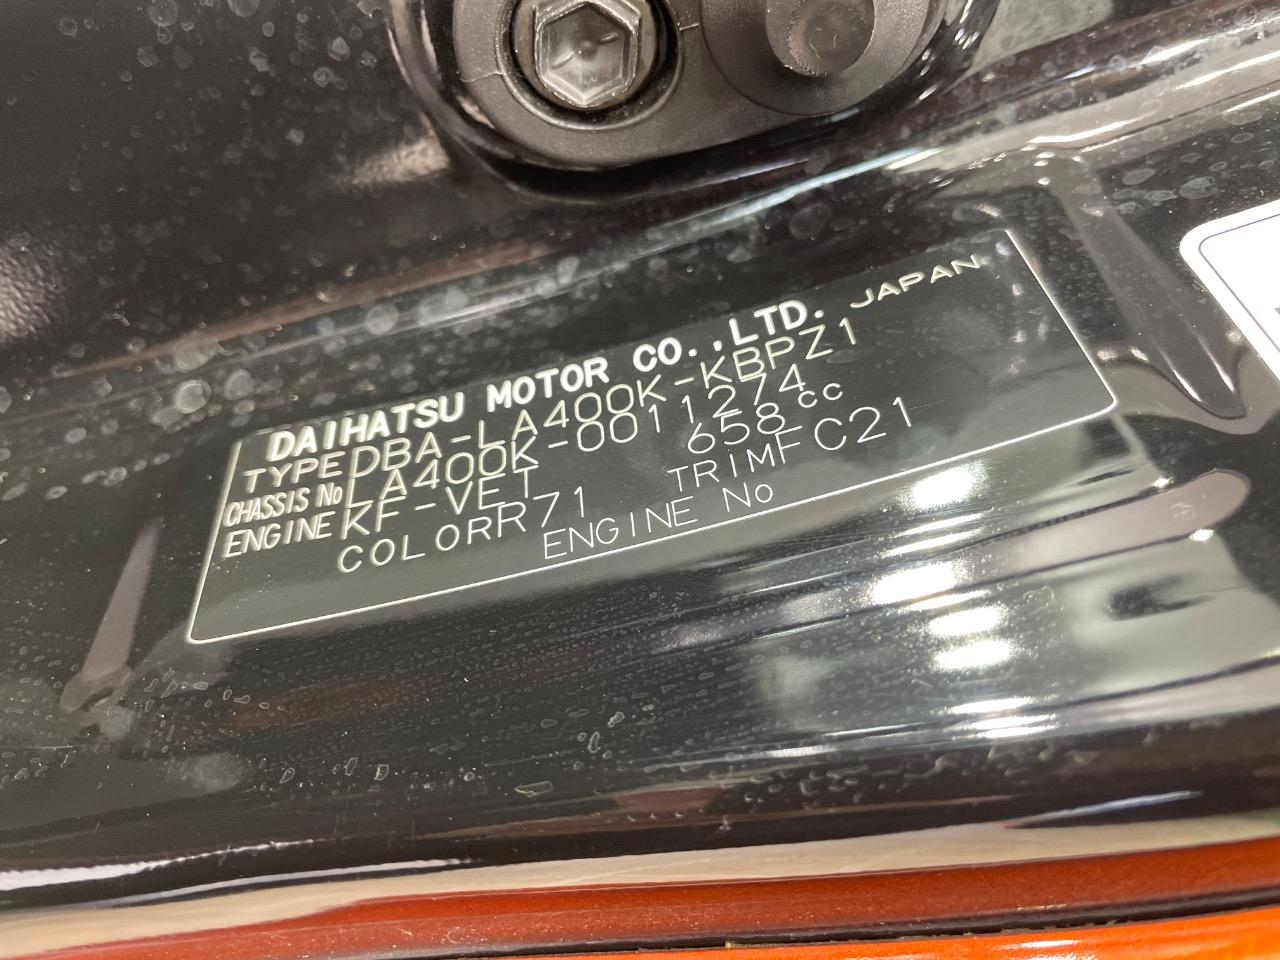 DAIHATSU MOTOR CO.,LTD. JAPAN
TYPE DBA-LA400K-KBPZ1
CHASSIS No LA400K-0011274
ENGINE KF-VET 658cc
COLOR R71 TRIM FC21
ENGINE No